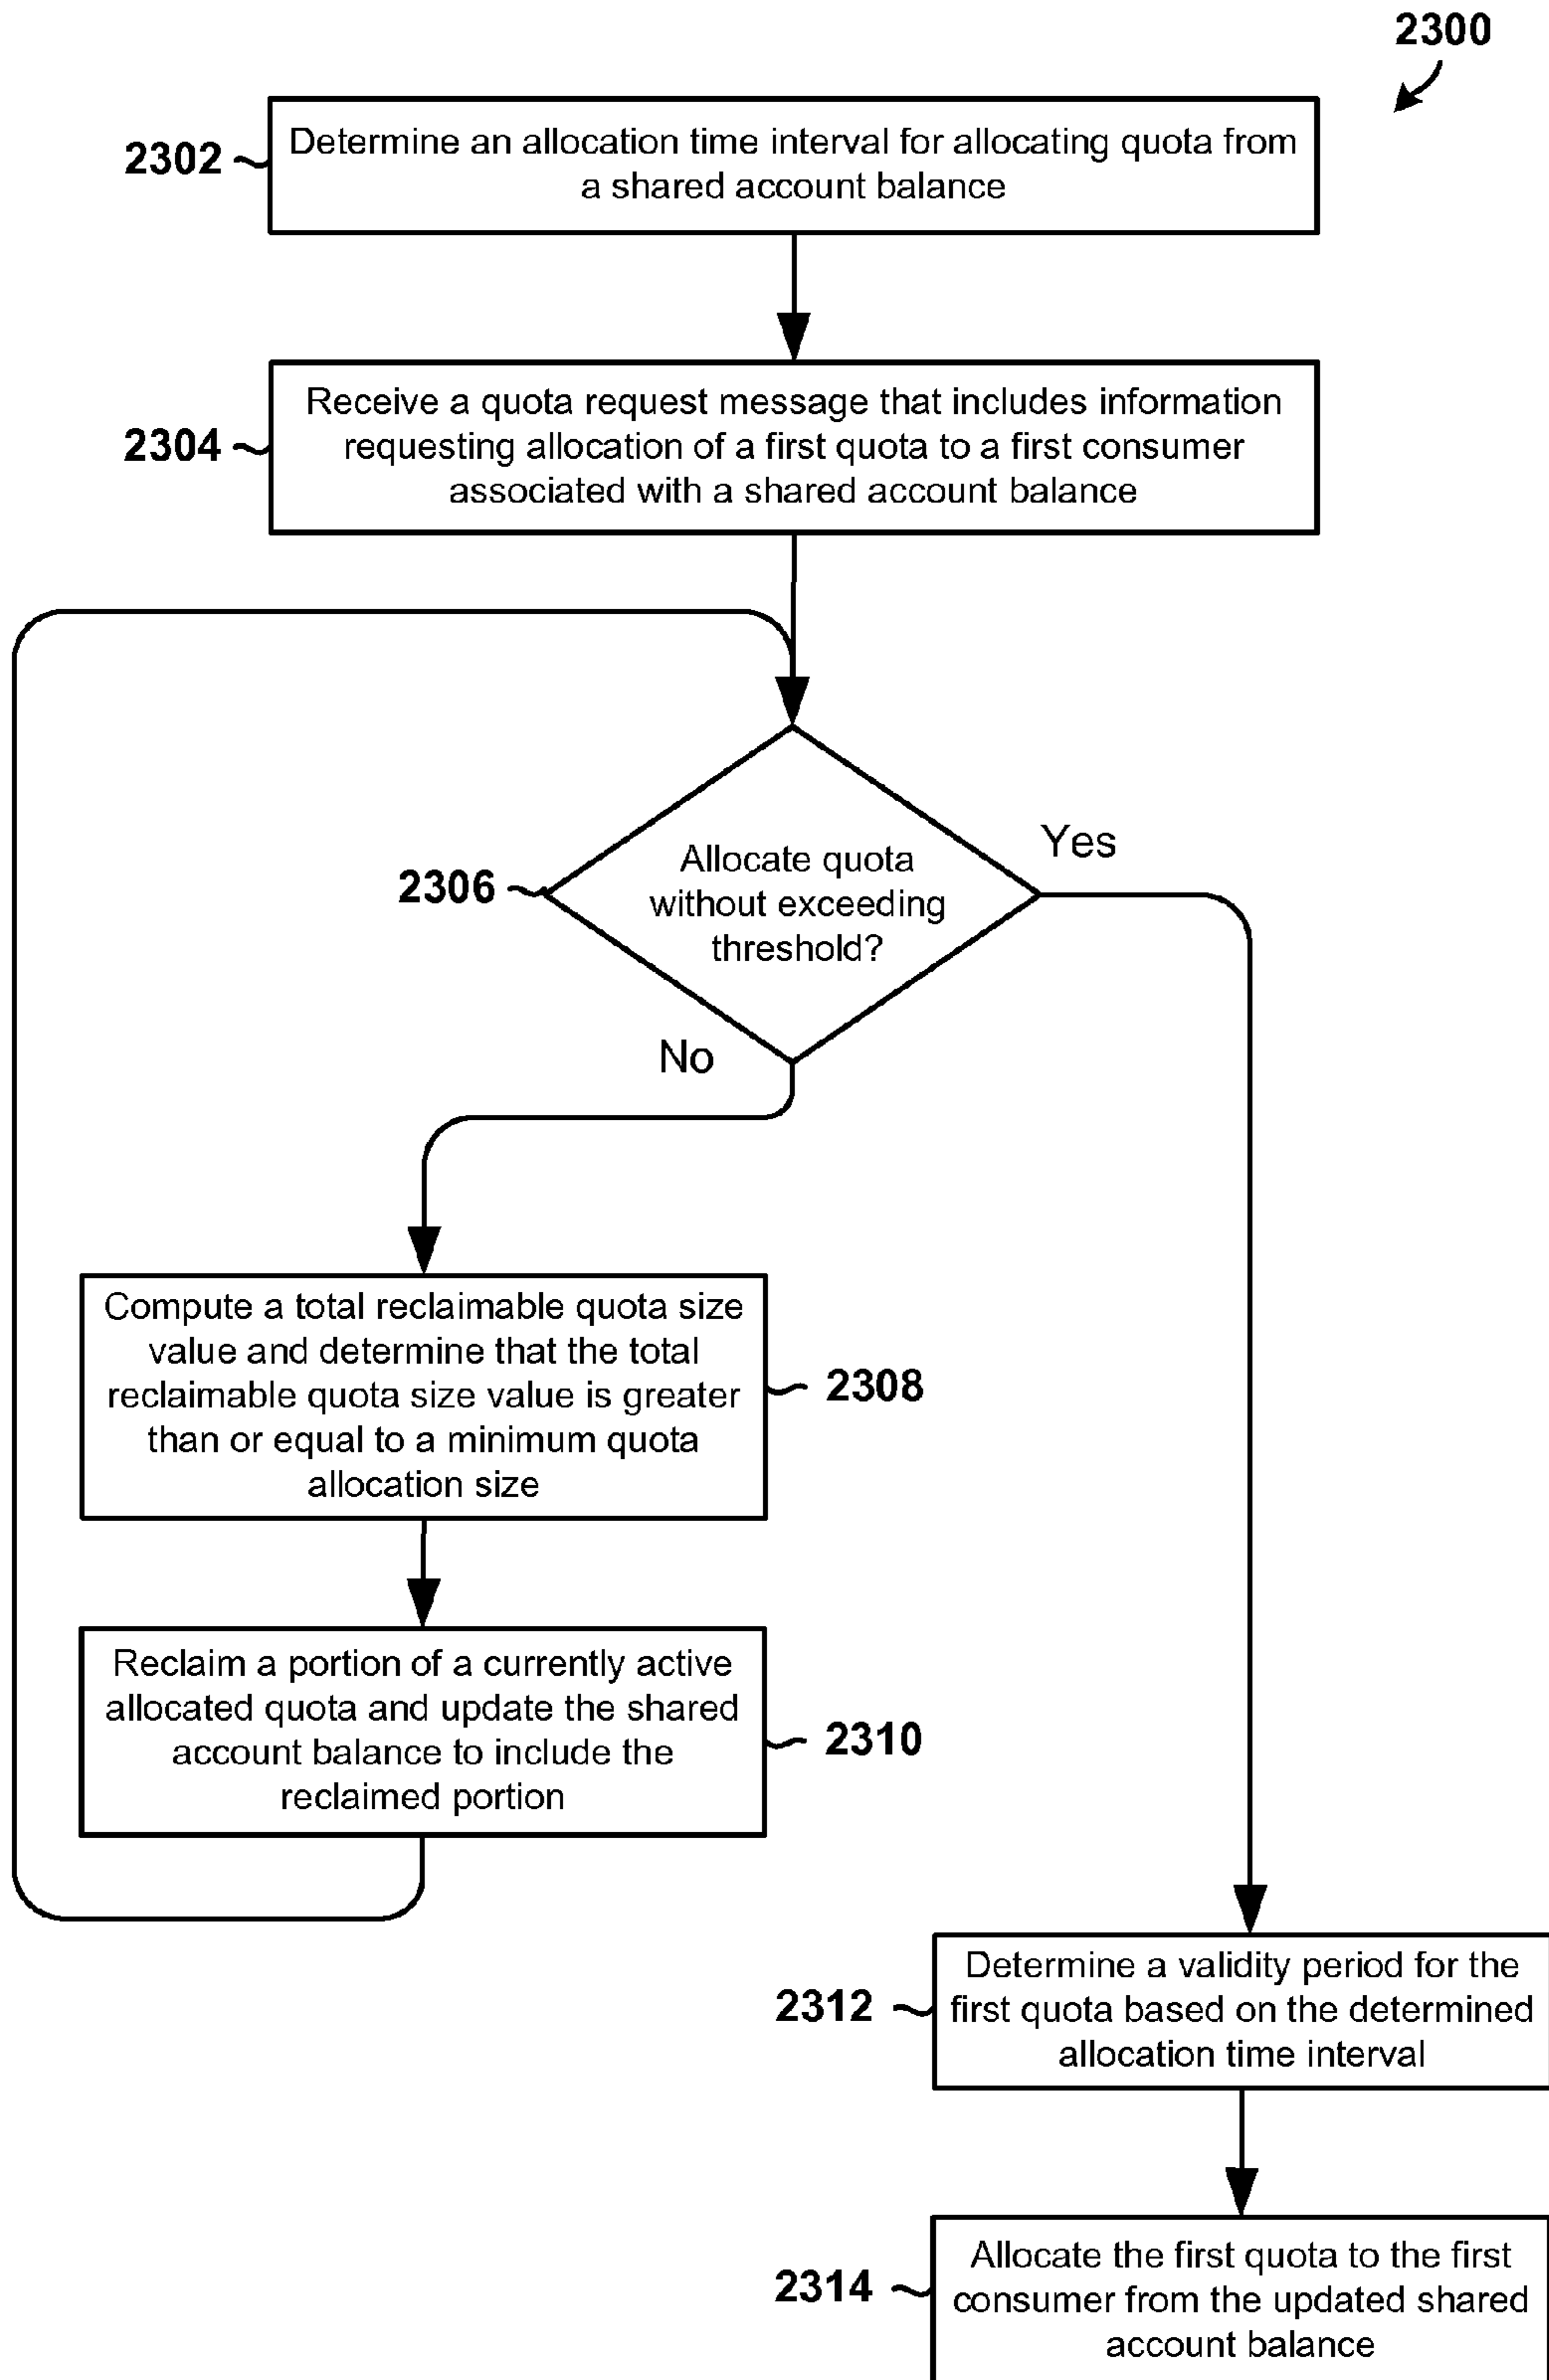 2300
2302
Determine an allocation time interval for allocating quota from
a shared account balance
2304
Receive a quota request message that includes information
requesting allocation of a first quota to a first consumer
associated with a shared account balance
2306
Allocate quota
without exceeding
threshold?
Yes
No
Compute a total reclaimable quota size
value and determine that the total
reclaimable quota size value is greater
than or equal to a minimum quota
allocation size
2308
Reclaim a portion of a currently active
allocated quota and update the shared
account balance to include the
reclaimed portion
2310
2312
Determine a validity period for the
first quota based on the determined
allocation time interval
2314
Allocate the first quota to the first
consumer from the updated shared
account balance